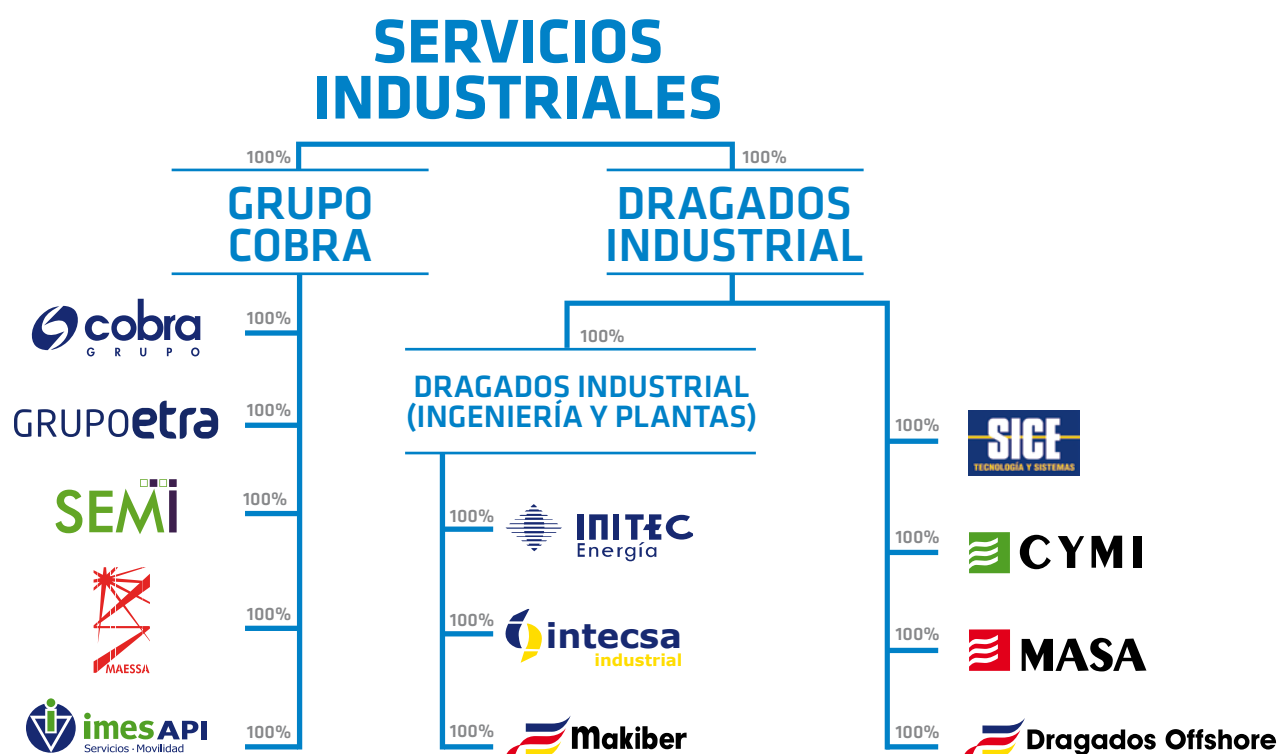 SERVICIOS
INDUSTRIALES
100%
100%
GRUPO
COBRA
DRAGADOS
INDUSTRIAL
100%
cobra
GRUPO
100%
GRUPOetra
100%
SEMI
100%
MAESSA
100%
imesAPI
Servicios · Movilidad
100%
100%
DRAGADOS INDUSTRIAL
(INGENIERÍA Y PLANTAS)
100%
INITEC
Energía
100%
intecsa
industrial
100%
Makiber
100%
SICE
TECNOLOGÍA Y SISTEMAS
100%
CYMI
100%
MASA
100%
Dragados Offshore